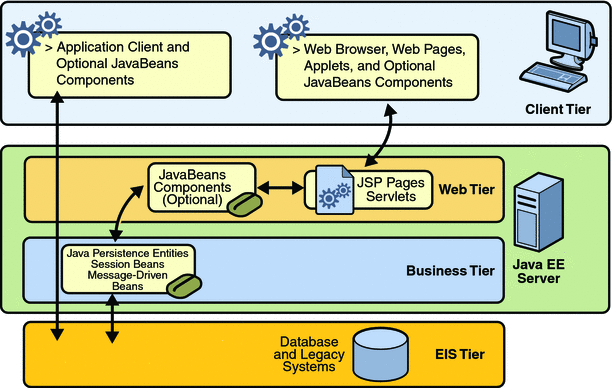 > Application Client and
Optional JavaBeans
Components
> Web Browser, Web Pages,
Applets, and Optional
JavaBeans Components
Client Tier
JavaBeans
Components
(Optional)
JSP Pages
Servlets
Web Tier
Java Persistence Entities
Session Beans
Message-Driven
Beans
Business Tier
Java EE
Server
Database
and Legacy
Systems
EIS Tier